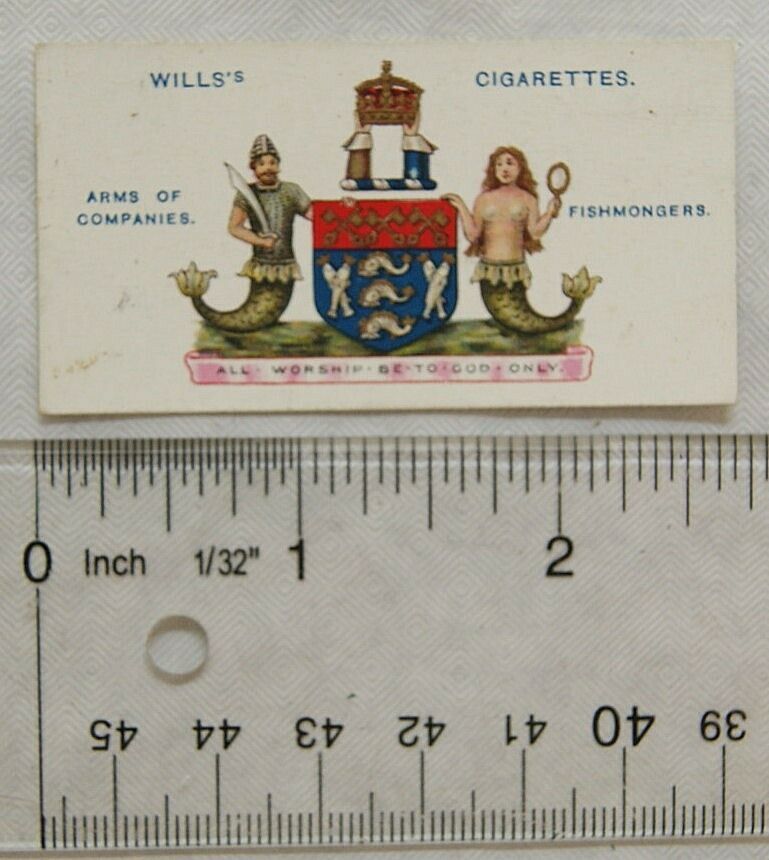 WILL'S'S CIGARETTES.
ARMS OF
COMPANIES.
FISHMONGERS.
ALL · WORSHIP · BE · TO · GOD · ONLY.
0 Inch 1/32" 1 2
45 44 43 42 41 40 39